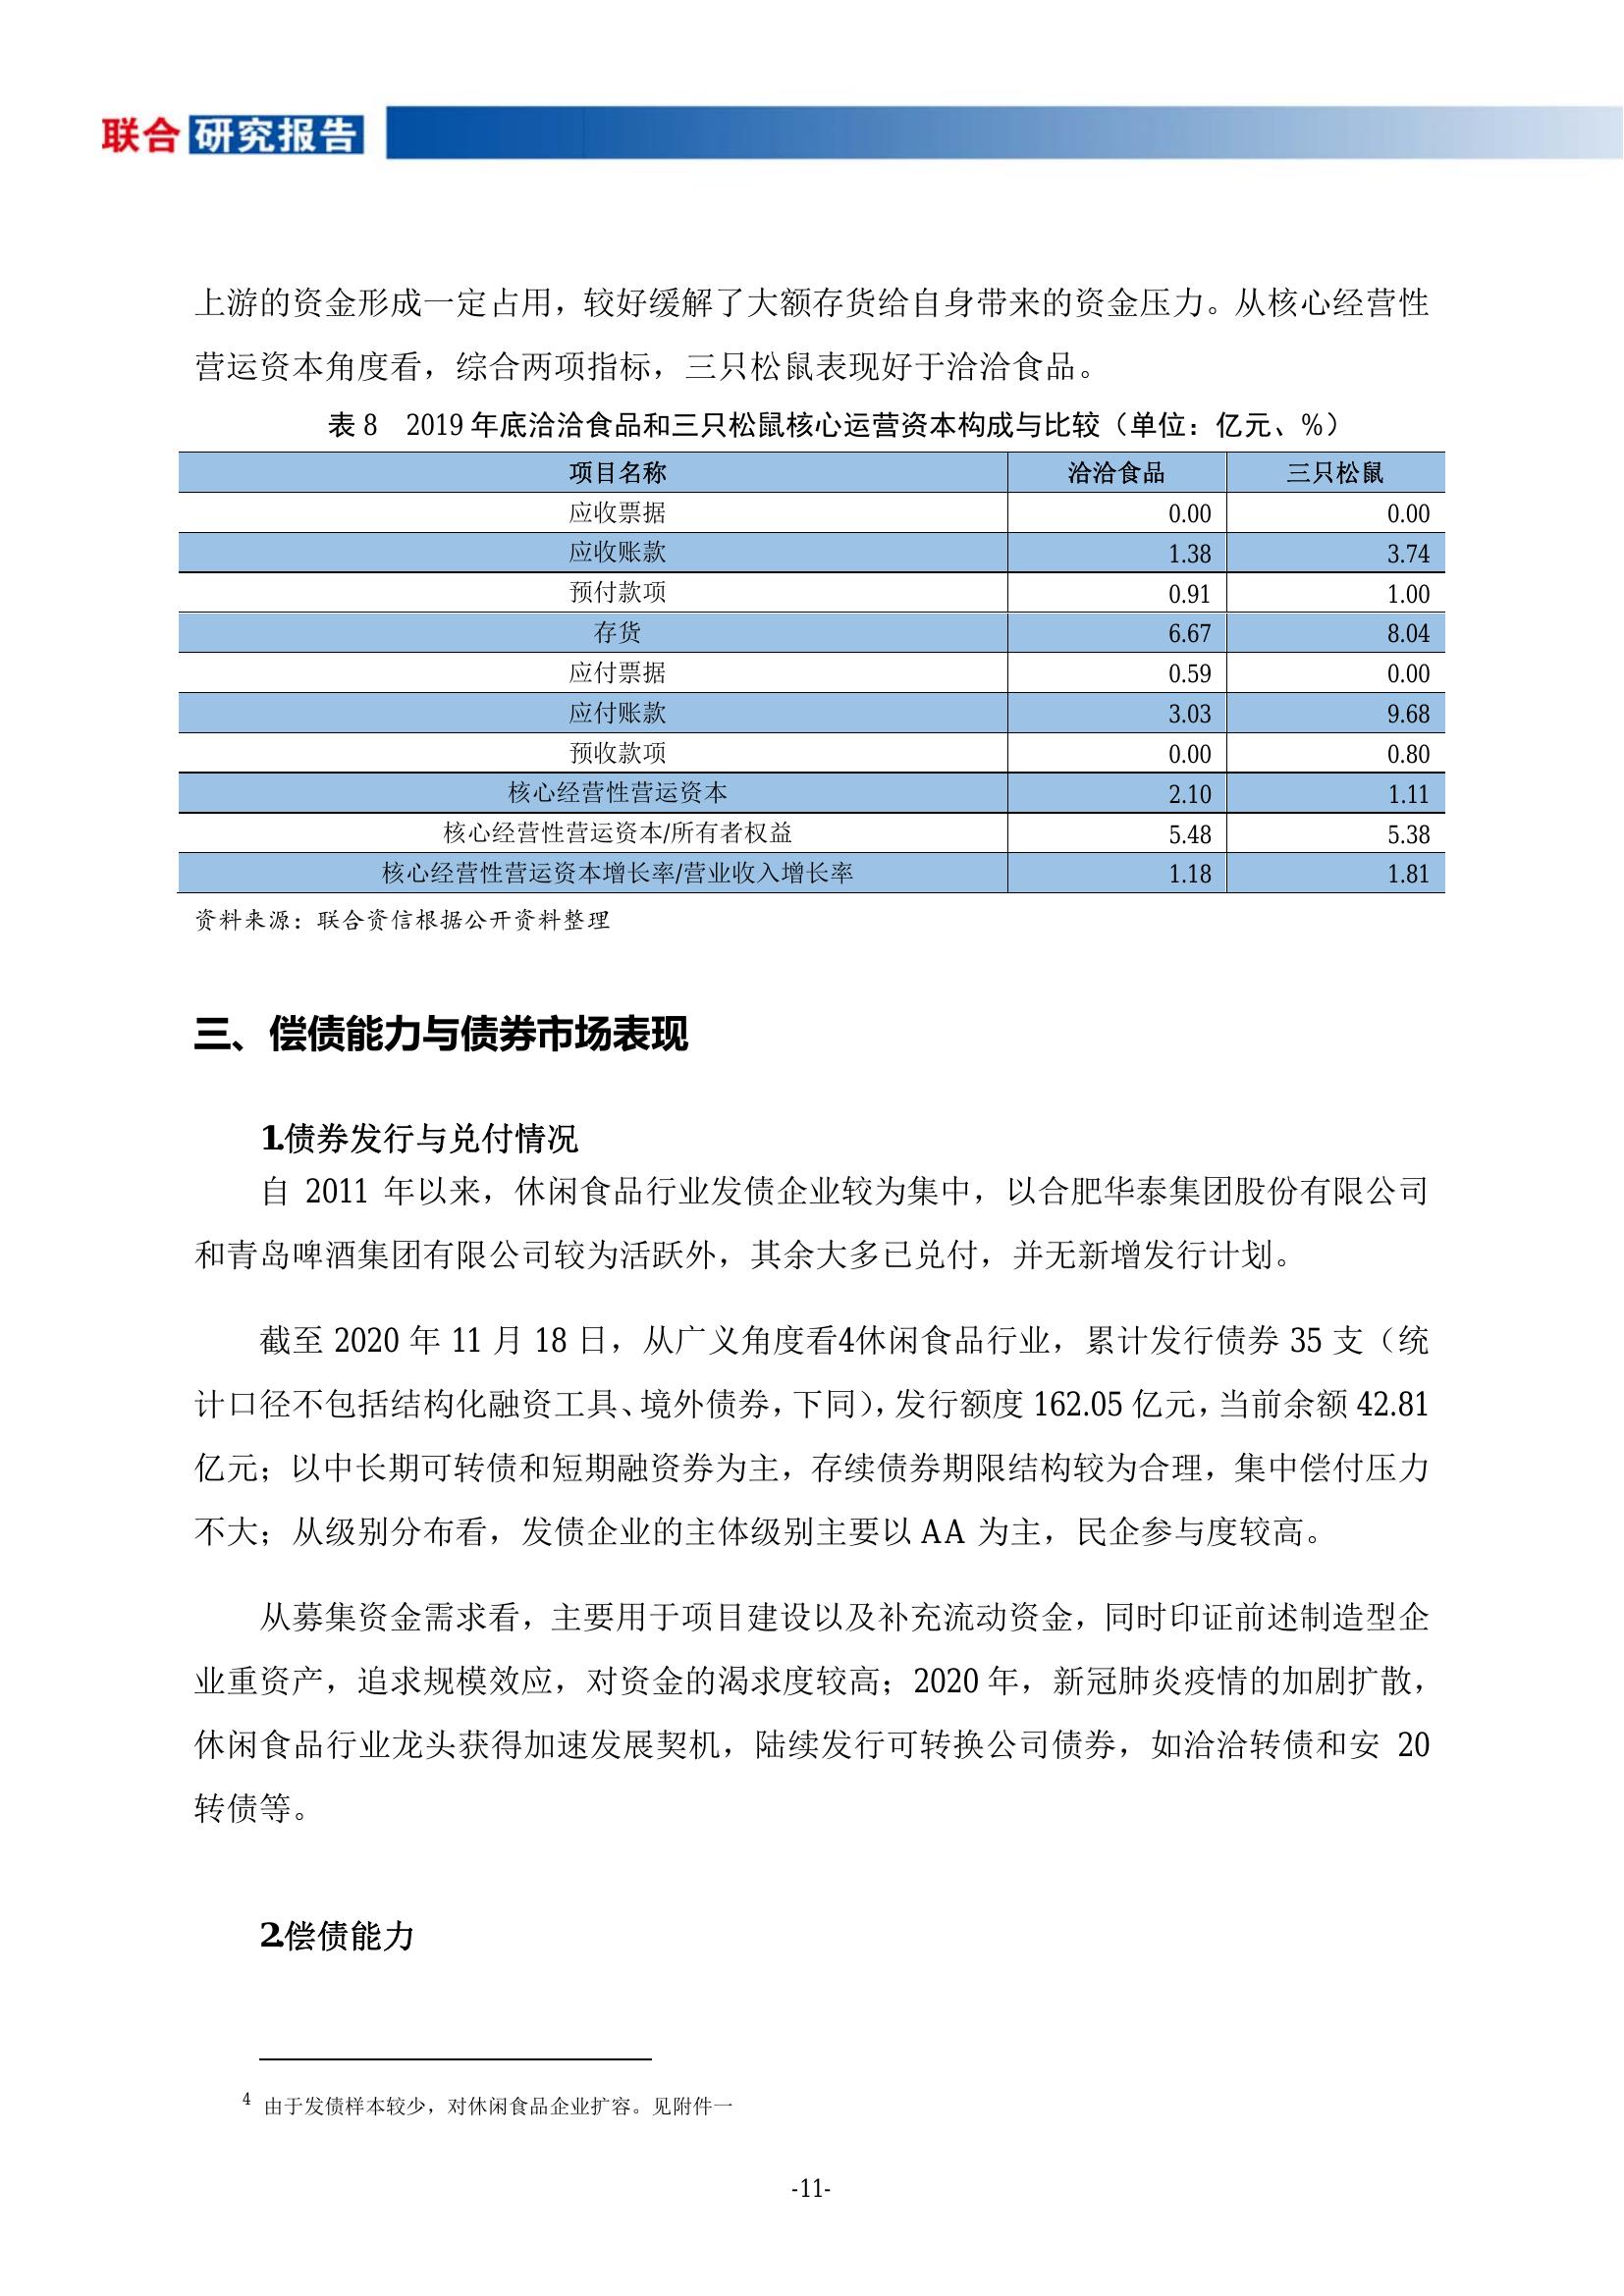 联合 研究报告
上游的资金形成一定占用，较好缓解了大额存货给自身带来的资金压力。从核心经营性
营运资本角度看，综合两项指标，三只松鼠表现好于洽洽食品。
表 8 2019 年底洽洽食品和三只松鼠核心运营资本构成与比较（单位：亿元、%）
项目名称 洽洽食品 三只松鼠
应收票据 0.00 0.00
应收账款 1.38 3.74
预付款项 0.91 1.00
存货 6.67 8.04
应付票据 0.59 0.00
应付账款 3.03 9.68
预收款项 0.00 0.80
核心经营性营运资本 2.10 1.11
核心经营性营运资本/所有者权益 5.48 5.38
核心经营性营运资本增长率/营业收入增长率 1.18 1.81
资料来源：联合资信根据公开资料整理
三、偿债能力与债券市场表现
1.债券发行与兑付情况
自 2011 年以来，休闲食品行业发债企业较为集中，以合肥华泰集团股份有限公司
和青岛啤酒集团有限公司较为活跃外，其余大多已兑付，并无新增发行计划。
截至 2020 年 11 月 18 日，从广义角度看4休闲食品行业，累计发行债券 35 支（统
计口径不包括结构化融资工具、境外债券，下同），发行额度 162.05 亿元，当前余额 42.81
亿元；以中长期可转债和短期融资券为主，存续债券期限结构较为合理，集中偿付压力
不大；从级别分布看，发债企业的主体级别主要以 AA 为主，民企参与度较高。
从募集资金需求看，主要用于项目建设以及补充流动资金，同时印证前述制造型企
业重资产，追求规模效应，对资金的渴求度较高；2020 年，新冠肺炎疫情的加剧扩散，
休闲食品行业龙头获得加速发展契机，陆续发行可转换公司债券，如洽洽转债和安 20
转债等。
2.偿债能力
4 由于发债样本较少，对休闲食品企业扩容。见附件一
-11-